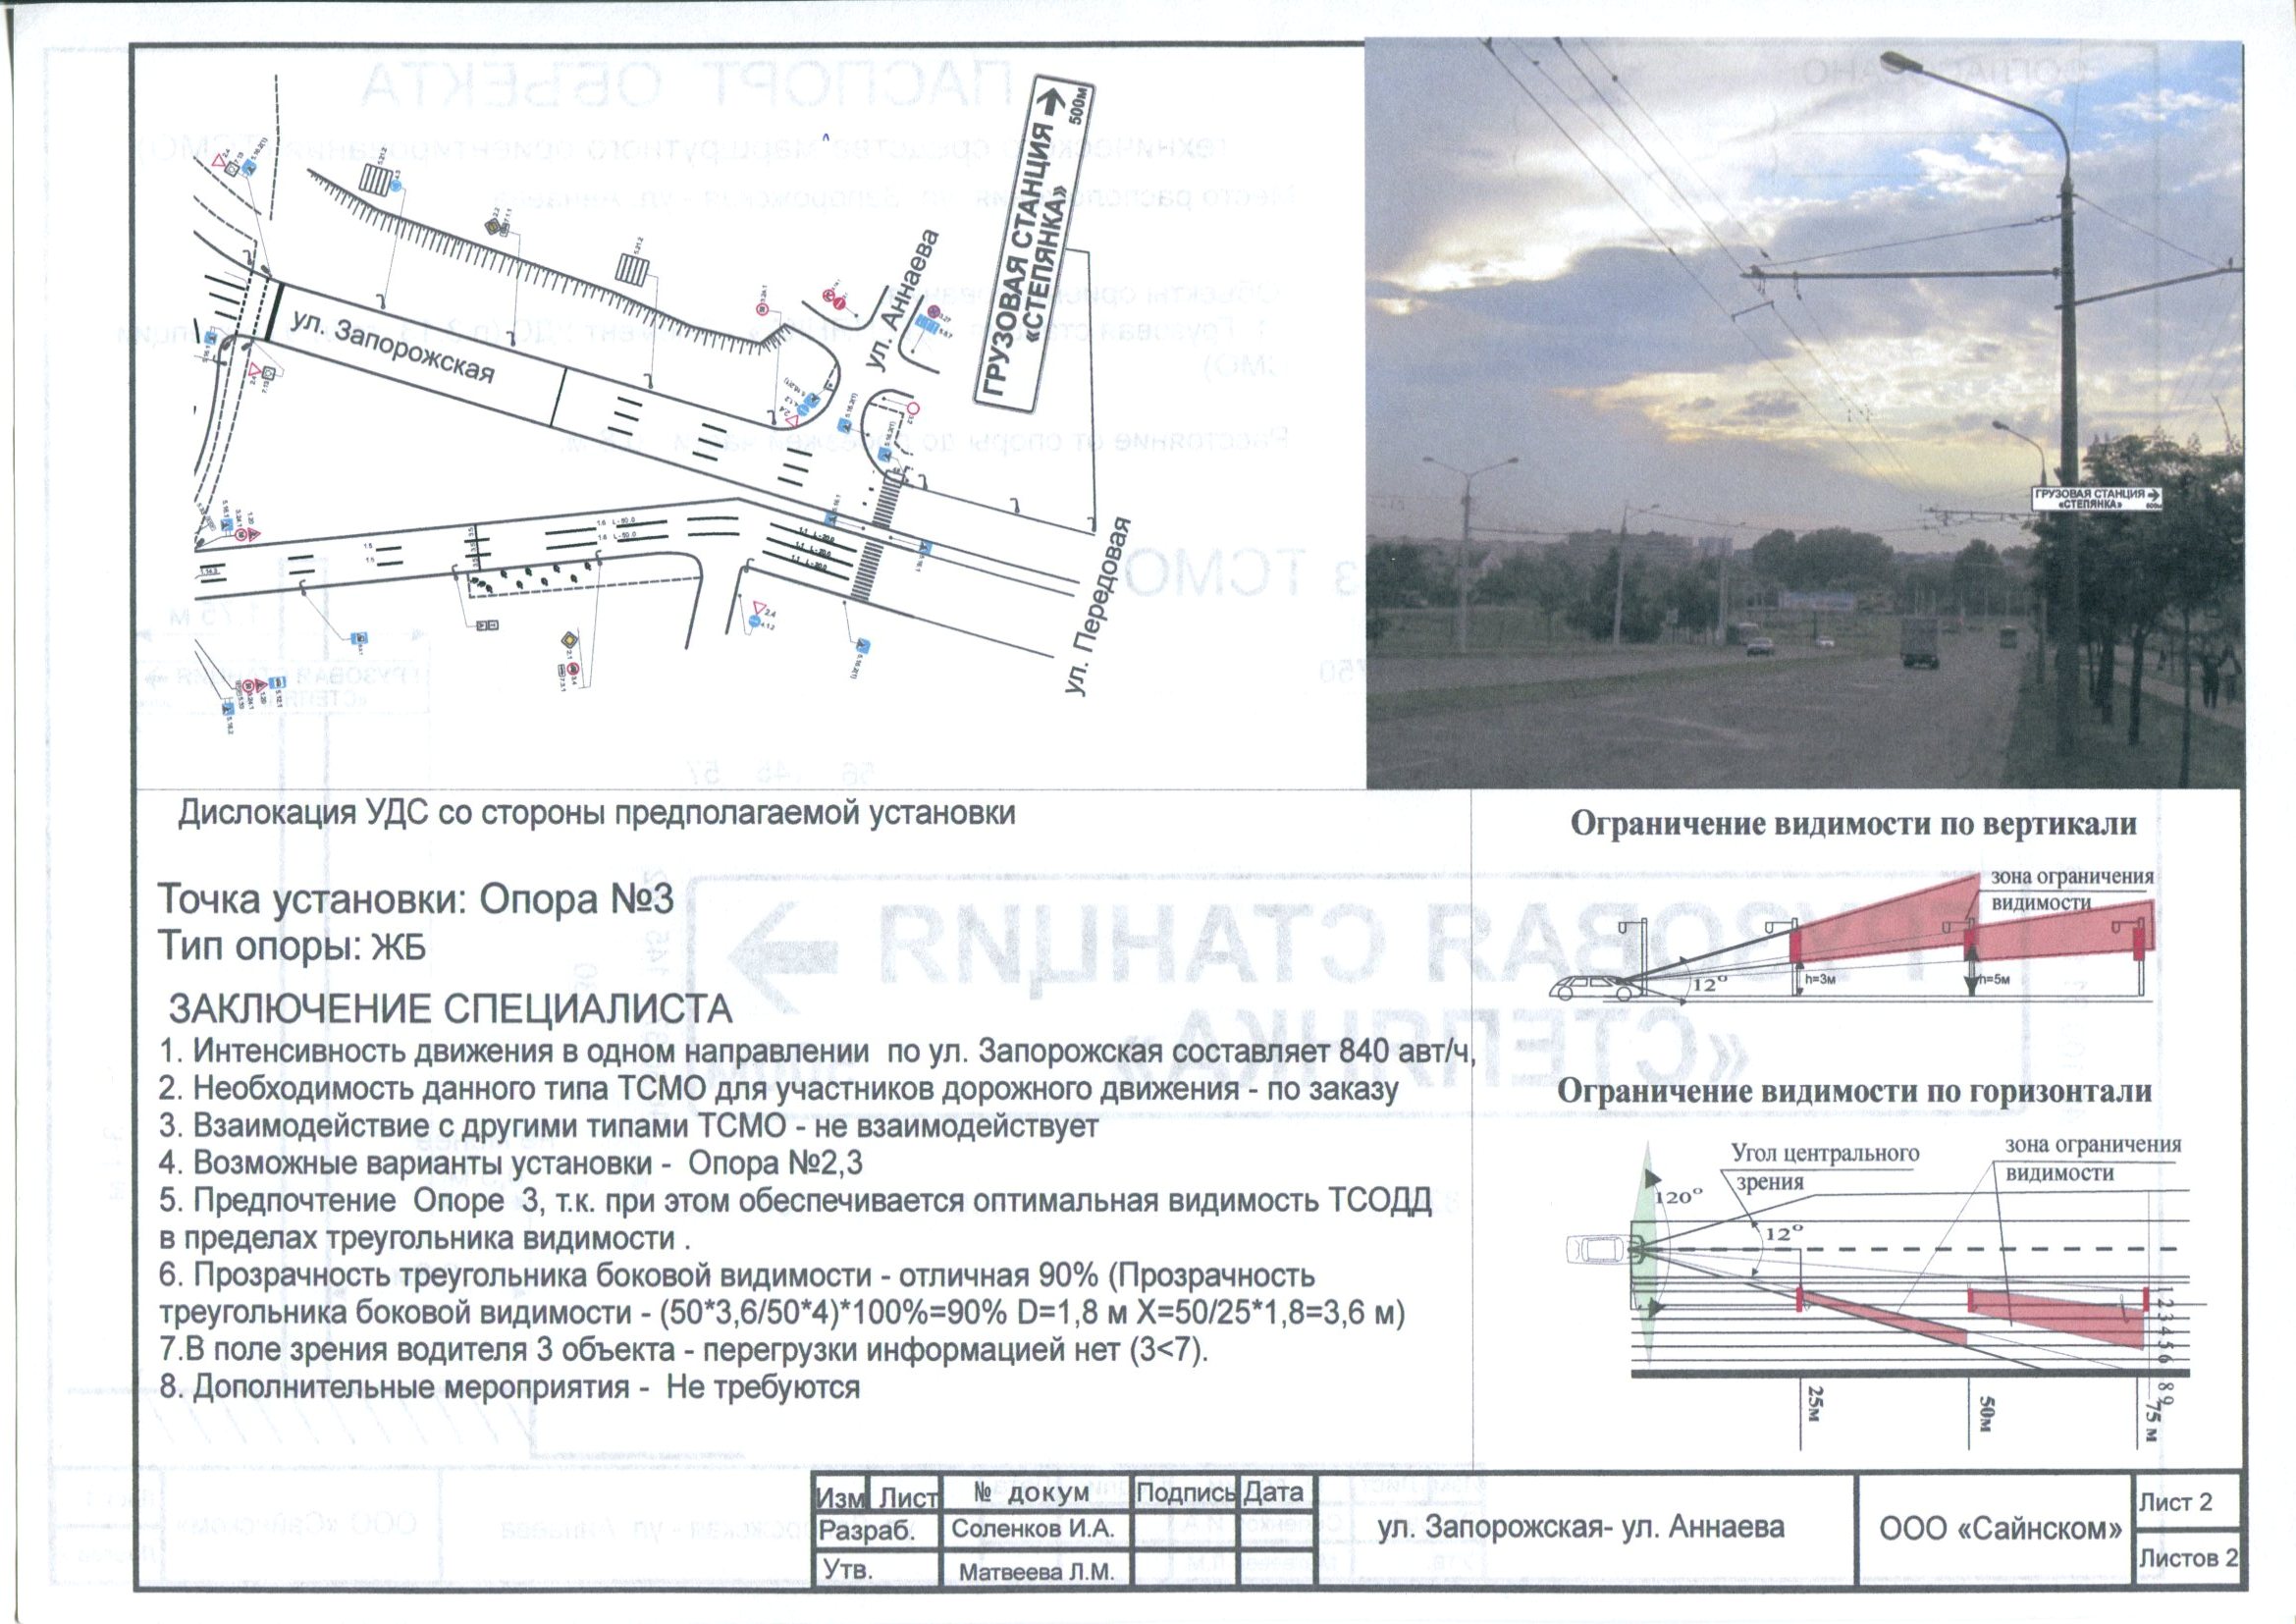 ул. Запорожская
ул. Аннаева
ГРУЗОВАЯ СТАНЦИЯ
«СТЕПЯНКА»
500м
ул. Передовая
ГРУЗОВАЯ СТАНЦИЯ
«СТЕПЯНКА»
Дислокация УДС со стороны предполагаемой установки
Точка установки: Опора №3
Тип опоры: ЖБ
ЗАКЛЮЧЕНИЕ СПЕЦИАЛИСТА
1. Интенсивность движения в одном направлении по ул. Запорожская составляет 840 авт/ч,
2. Необходимость данного типа ТСМО для участников дорожного движения - по заказу
3. Взаимодействие с другими типами ТСМО - не взаимодействует
4. Возможные варианты установки - Опора №2,3
5. Предпочтение Опоре 3, т.к. при этом обеспечивается оптимальная видимость ТСОДД
в пределах треугольника видимости .
6. Прозрачность треугольника боковой видимости - отличная 90% (Прозрачность
треугольника боковой видимости - (50*3,6/50*4)*100%=90% D=1,8 м X=50/25*1,8=3,6 м)
7.В поле зрения водителя 3 объекта - перегрузки информацией нет (3<7).
8. Дополнительные мероприятия - Не требуются
Ограничение видимости по вертикали
зона ограничения
видимости
12°
h=3м
h=5м
Ограничение видимости по горизонтали
Угол центрального
зрения
зона ограничения
видимости
120°
12°
1 2 3 4 5 6 8 9
25м
50м
75 м
Изм Лист № докум Подпись Дата
Разраб. Соленков И.А.
Утв. Матвеева Л.М.
ул. Запорожская- ул. Аннаева
ООО «Сайнском»
Лист 2
Листов 2